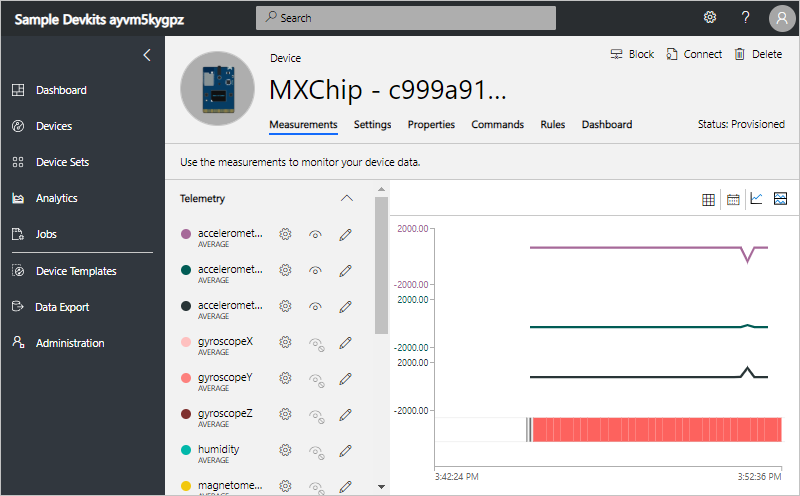 Sample Devkits ayvm5kygpz
Search
?
A
Dashboard
Devices
Device Sets
Analytics
Jobs
Device Templates
Data Export
Administration
Device
MXChip - c999a91...
Block
Connect
Delete
Measurements
Settings
Properties
Commands
Rules
Dashboard
Status: Provisioned
Use the measurements to monitor your device data.
Telemetry
acceleromet...
AVERAGE
acceleromet...
AVERAGE
acceleromet...
AVERAGE
gyroscopeX
AVERAGE
gyroscopeY
AVERAGE
gyroscopeZ
AVERAGE
humidity
AVERAGE
magnetome...
AVERAGE
2000.00
-2000.00
2000.00
-2000.00
2000.00
-2000.00
3:42:24 PM
3:52:36 PM